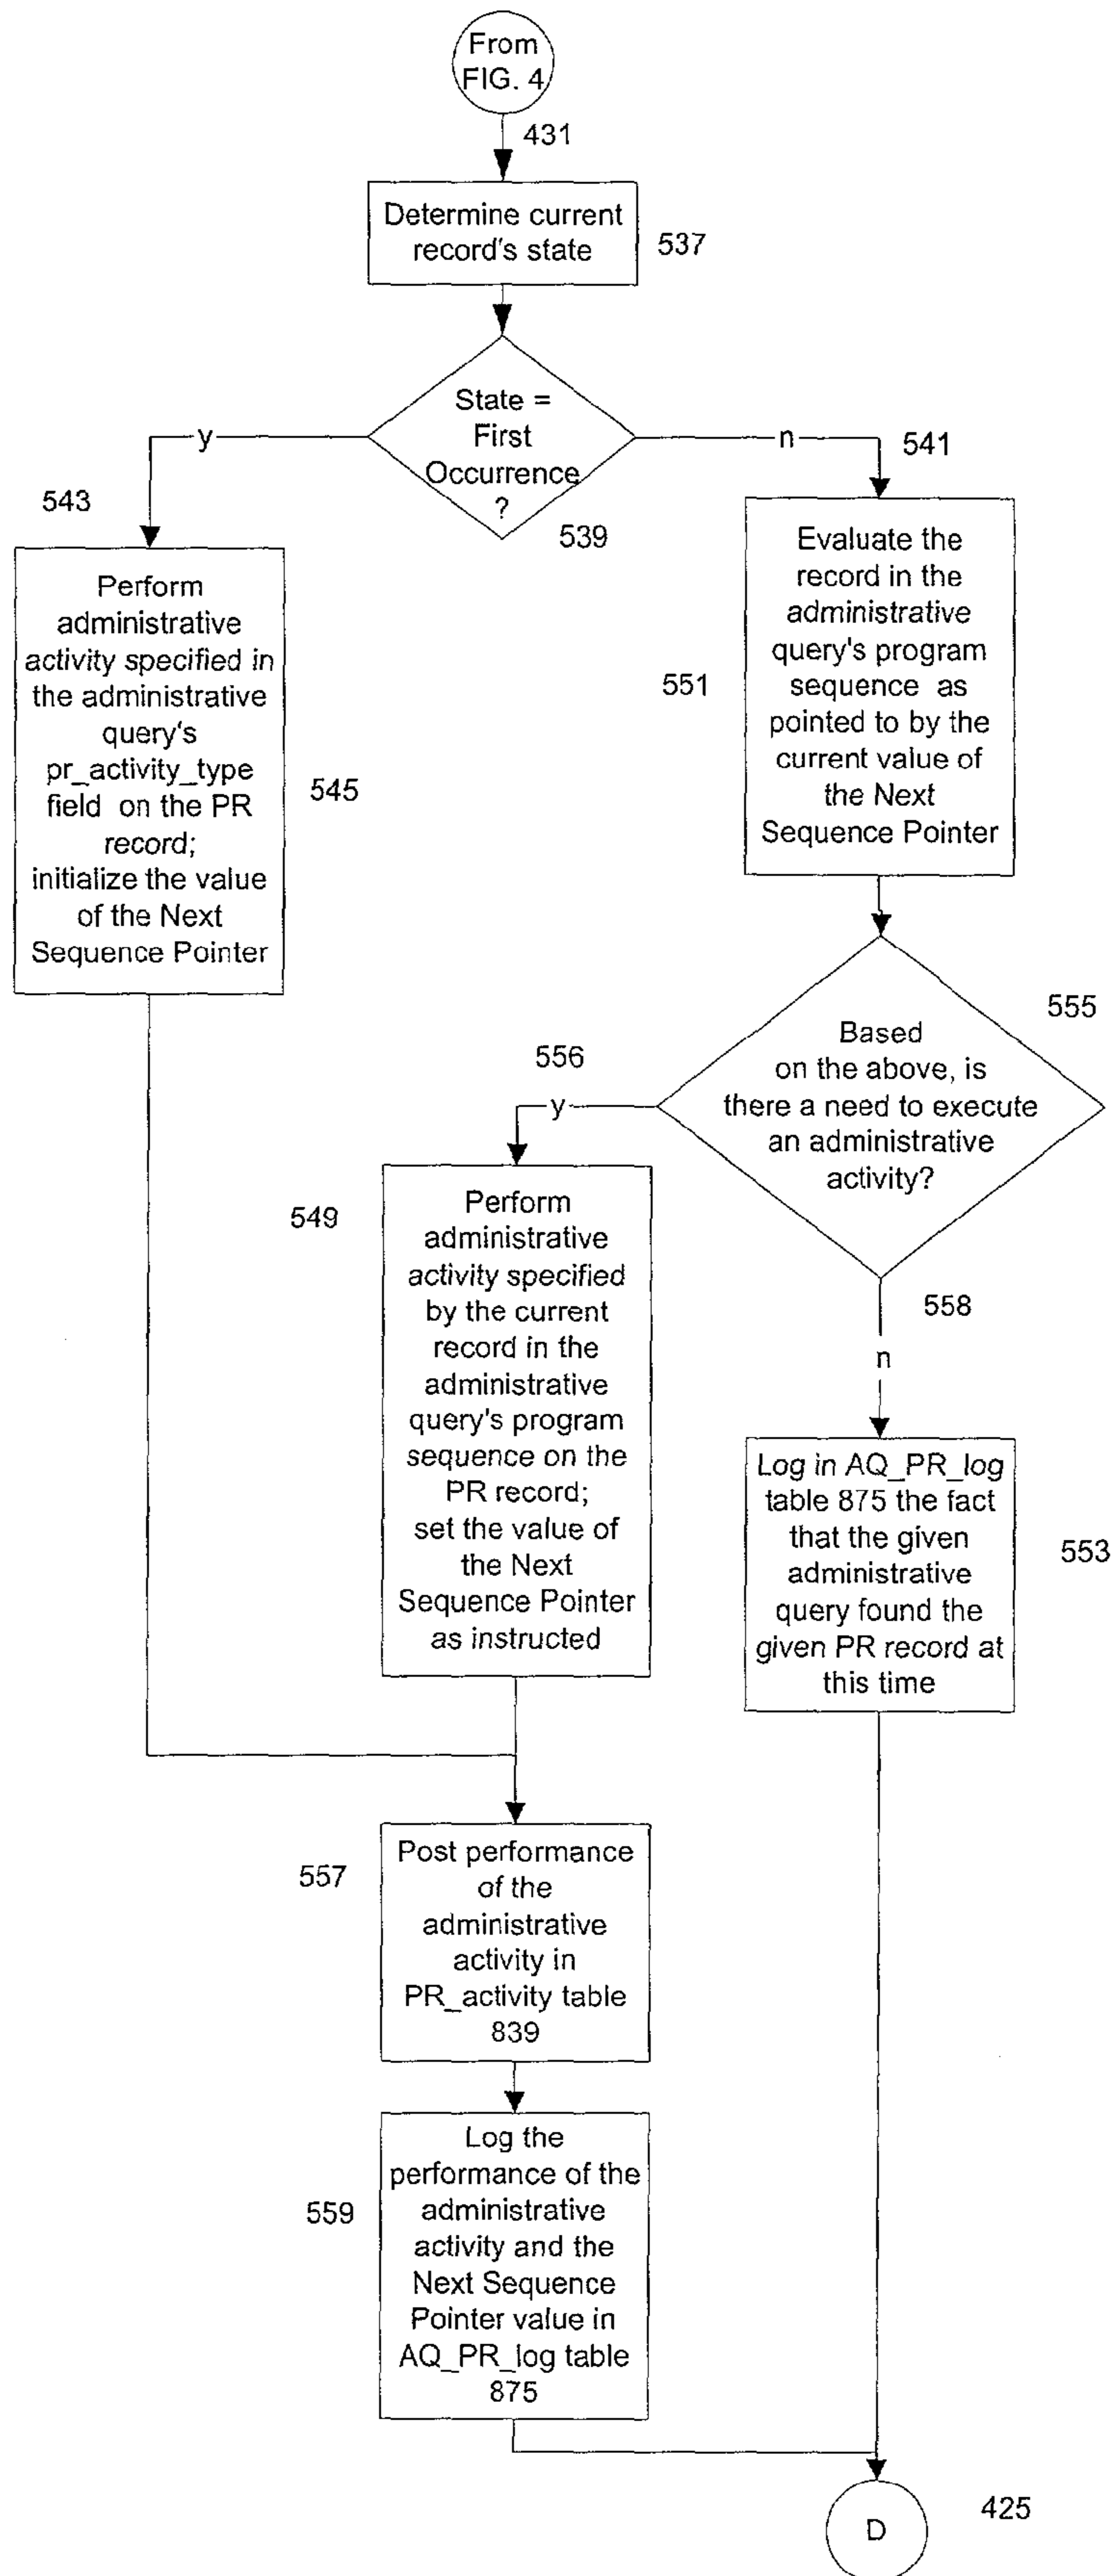 From
FIG. 4
431
Determine current
record's state
537
State =
First
Occurrence
?
539
y
n
541
543
Perform
administrative
activity specified in
the administrative
query's
pr_activity_type
field on the PR
record;
initialize the value
of the Next
Sequence Pointer
545
Evaluate the
record in the
administrative
query's program
sequence as
pointed to by the
current value of
the Next
Sequence Pointer
551
555
Based
on the above, is
there a need to execute
an administrative
activity?
556
y
558
n
549
Perform
administrative
activity specified
by the current
record in the
administrative
query's program
sequence on the
PR record;
set the value of
the Next
Sequence Pointer
as instructed
Log in AQ_PR_log
table 875 the fact
that the given
administrative
query found the
given PR record at
this time
553
557
Post performance
of the
administrative
activity in
PR_activity table
839
559
Log the
performance of the
administrative
activity and the
Next Sequence
Pointer value in
AQ_PR_log table
875
D
425